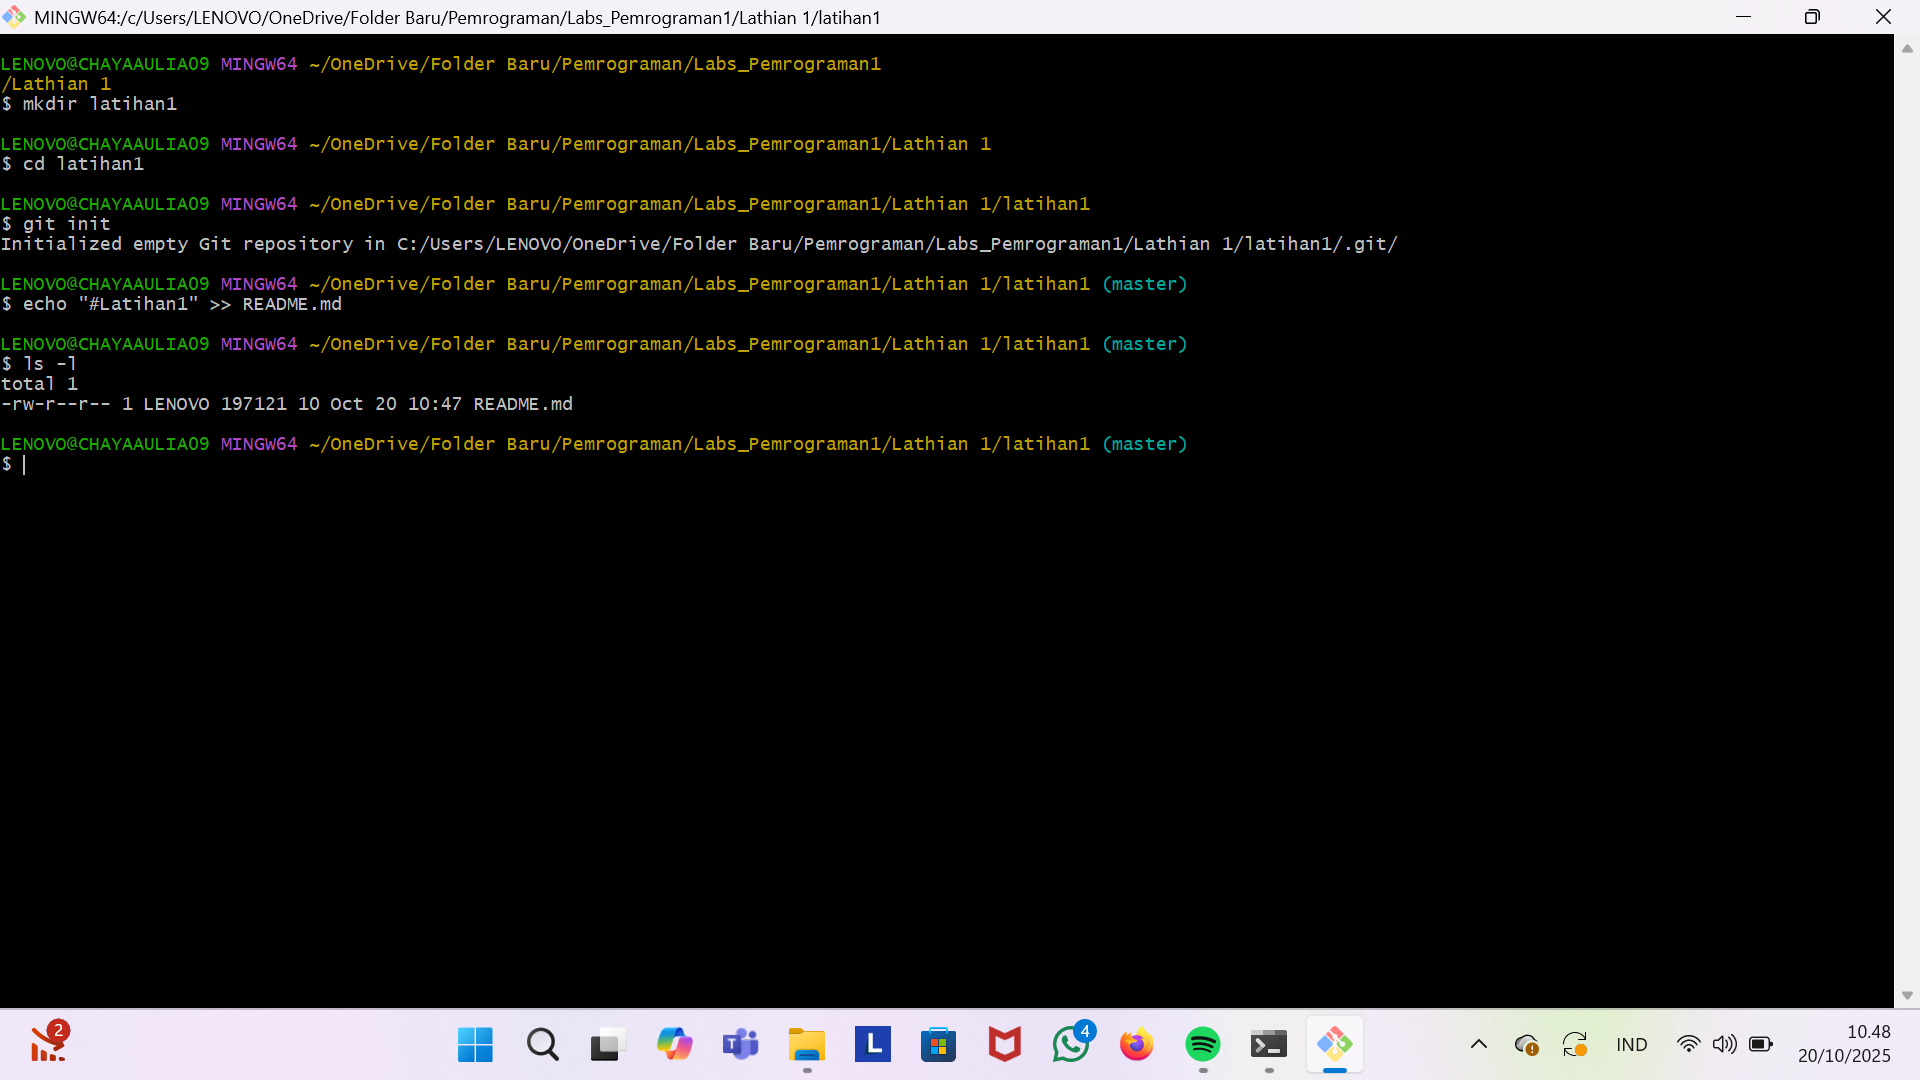 MINGW64:/c/Users/LENOVO/OneDrive/Folder Baru/Pemrograman/Labs_Pemrograman1/Lathian 1/latihan1
LENOVO@CHAYAAULIA09 MINGW64 ~/OneDrive/Folder Baru/Pemrograman/Labs_Pemrograman1
/Lathian 1
$ mkdir latihan1
LENOVO@CHAYAAULIA09 MINGW64 ~/OneDrive/Folder Baru/Pemrograman/Labs_Pemrograman1/Lathian 1
$ cd latihan1
LENOVO@CHAYAAULIA09 MINGW64 ~/OneDrive/Folder Baru/Pemrograman/Labs_Pemrograman1/Lathian 1/latihan1
$ git init
Initialized empty Git repository in C:/Users/LENOVO/OneDrive/Folder Baru/Pemrograman/Labs_Pemrograman1/Lathian 1/latihan1/.git/
LENOVO@CHAYAAULIA09 MINGW64 ~/OneDrive/Folder Baru/Pemrograman/Labs_Pemrograman1/Lathian 1/latihan1 (master)
$ echo "#Latihan1" >> README.md
LENOVO@CHAYAAULIA09 MINGW64 ~/OneDrive/Folder Baru/Pemrograman/Labs_Pemrograman1/Lathian 1/latihan1 (master)
$ ls -l
total 1
-rw-r--r-- 1 LENOVO 197121 10 Oct 20 10:47 README.md
LENOVO@CHAYAAULIA09 MINGW64 ~/OneDrive/Folder Baru/Pemrograman/Labs_Pemrograman1/Lathian 1/latihan1 (master)
$
2
T
L
4
IND
10.48
20/10/2025